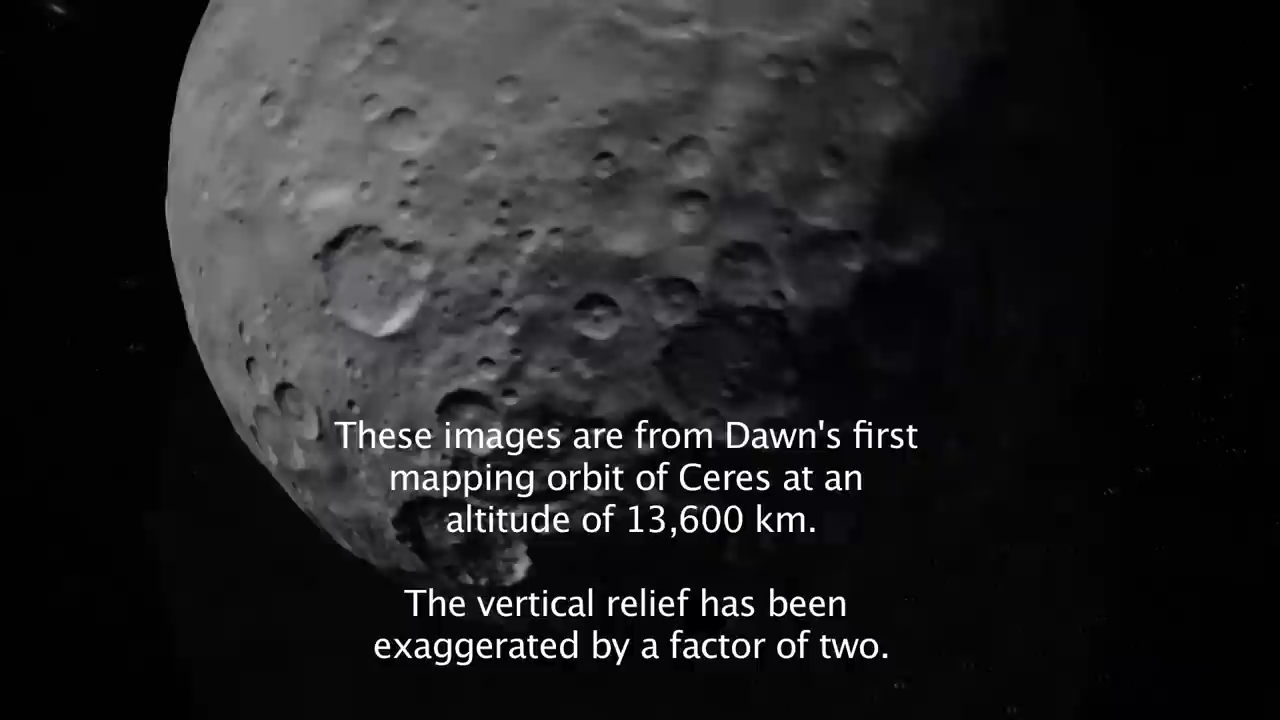 These images are from Dawn's first
mapping orbit of Ceres at an
altitude of 13,600 km.
The vertical relief has been
exaggerated by a factor of two.